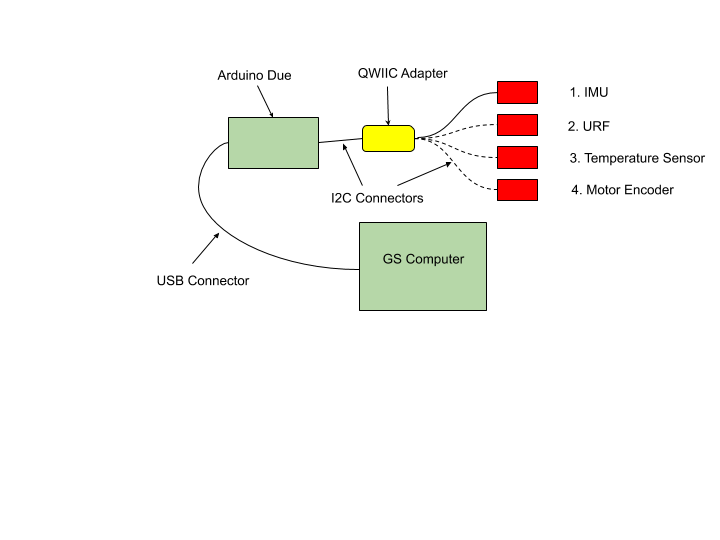 Arduino Due
QWIIC Adapter
1. IMU
2. URF
3. Temperature Sensor
4. Motor Encoder
I2C Connectors
GS Computer
USB Connector